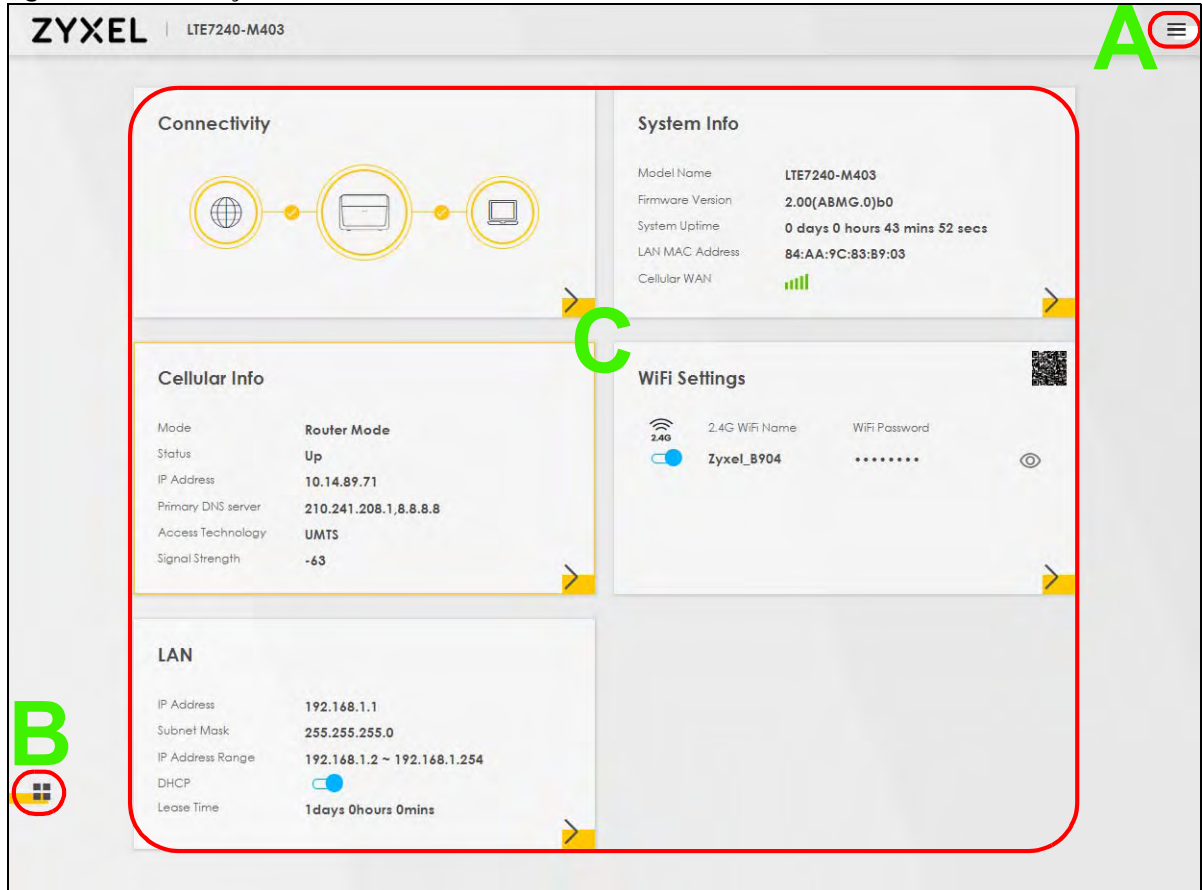 ZYXEL LTE7240-M403
A
Connectivity
System Info
Model Name LTE7240-M403
Firmware Version 2.00(ABMG.0)b0
System Uptime 0 days 0 hours 43 mins 52 secs
LAN MAC Address 84:AA:9C:83:B9:03
Cellular WAN
C
Cellular Info
Mode Router Mode
Status Up
IP Address 10.14.89.71
Primary DNS server 210.241.208.1,8.8.8.8
Access Technology UMTS
Signal Strength -63
WiFi Settings
2.4G 2.4G WiFi Name WiFi Password
Zyxel_B904 ••••••••
LAN
IP Address 192.168.1.1
Subnet Mask 255.255.255.0
IP Address Range 192.168.1.2 ~ 192.168.1.254
DHCP
Lease Time 1days 0hours 0mins
B